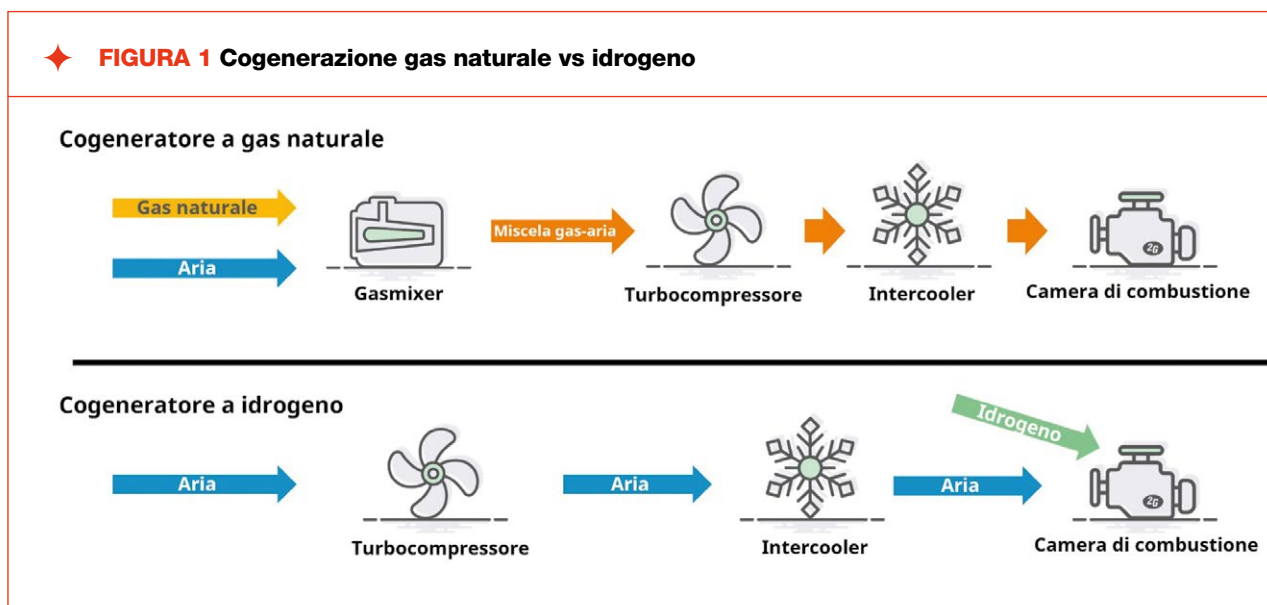 FIGURA 1 Cogenerazione gas naturale vs idrogeno
Cogeneratore a gas naturale
Gas naturale
Aria
Gasmixer
Miscela gas-aria
Turbocompressore
Intercooler
2G
Camera di combustione
Cogeneratore a idrogeno
Aria
Turbocompressore
Aria
Intercooler
Idrogeno
Aria
2G
Camera di combustione